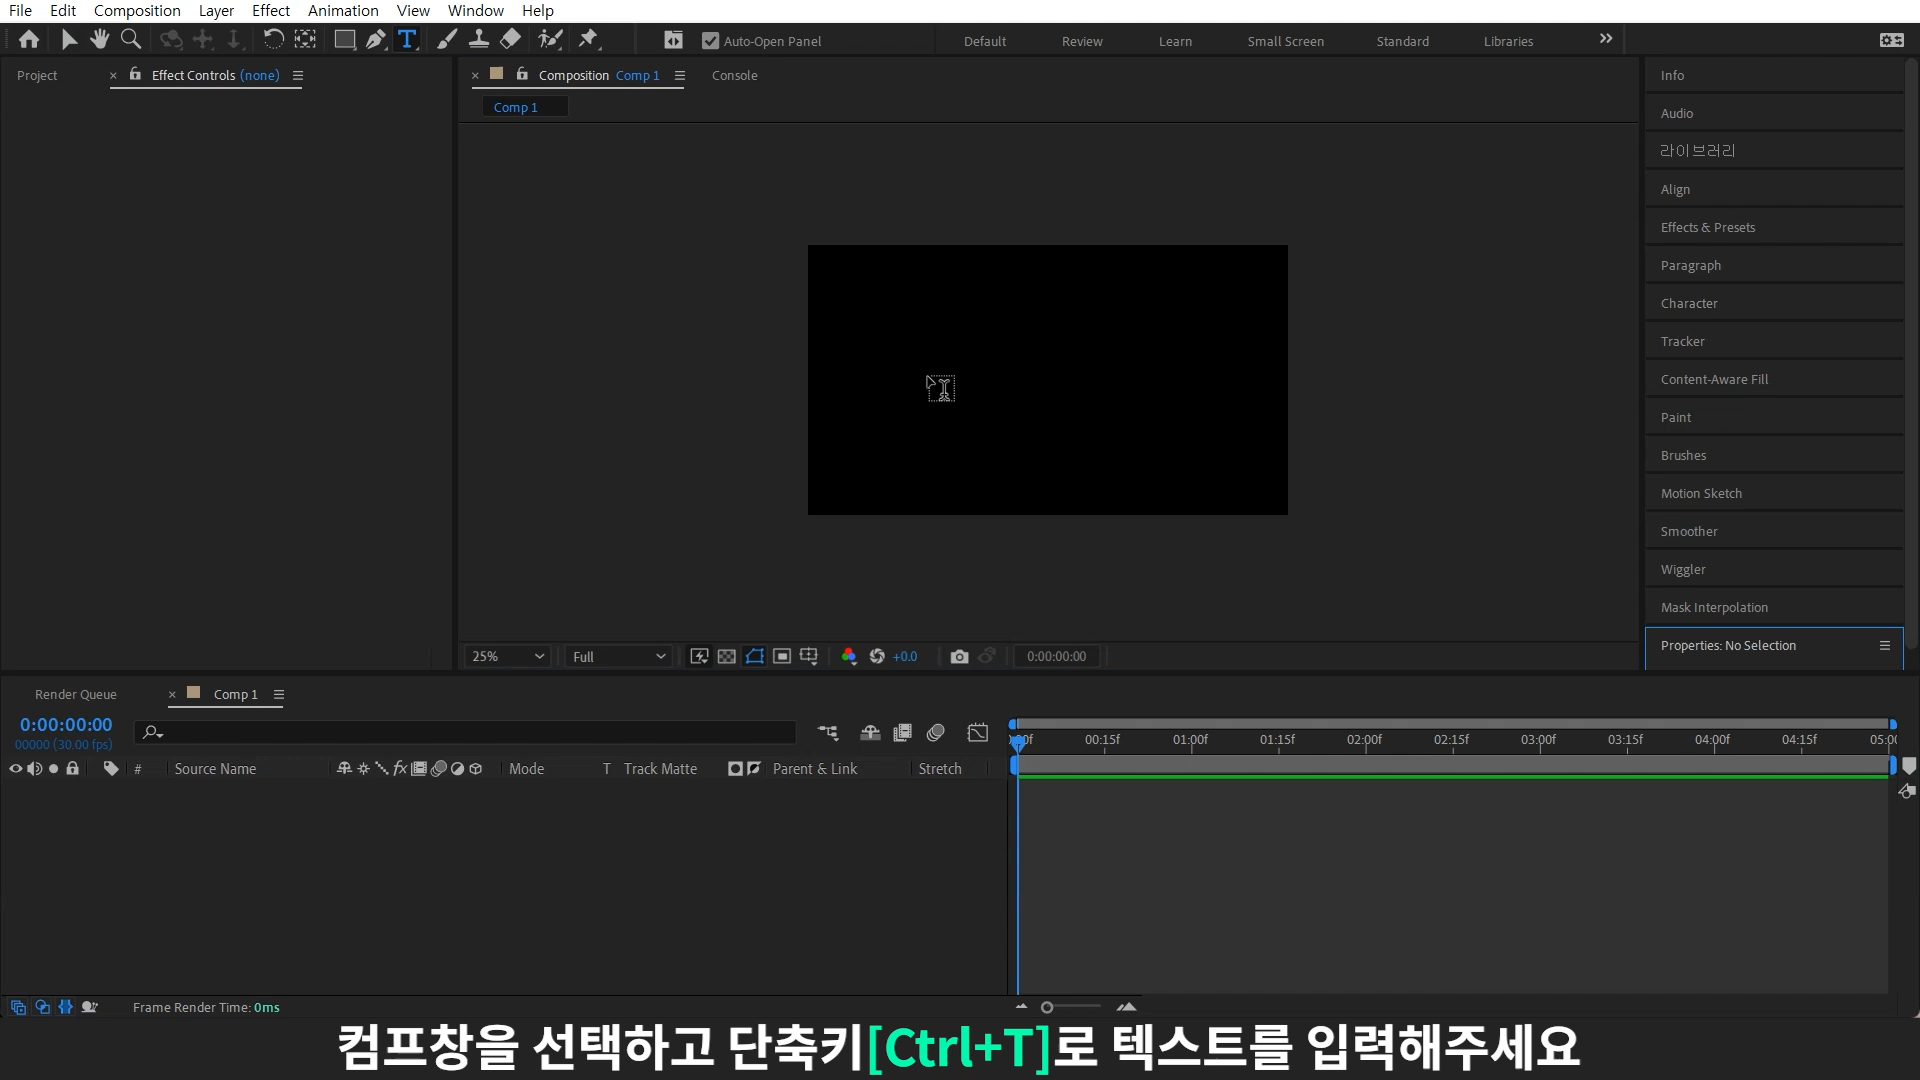 File Edit Composition Layer Effect Animation View Window Help
Auto-Open Panel Default Review Learn Small Screen Standard Libraries
Project Effect Controls (none) Composition Comp 1 Console Info
Comp 1
Audio
라이브러리
Align
Effects & Presets
Paragraph
Character
Tracker
Content-Aware Fill
Paint
Brushes
Motion Sketch
Smoother
Wiggler
Mask Interpolation
Properties: No Selection
25% Full +0.0 0:00:00:00
Render Queue Comp 1
0:00:00:00
00000 (30.00 fps)
00:15f 01:00f 01:15f 02:00f 02:15f 03:00f 03:15f 04:00f 04:15f
# Source Name Mode T Track Matte Parent & Link Stretch
Frame Render Time: 0ms
컴프창을 선택하고 단축키[Ctrl+T]로 텍스트를 입력해주세요